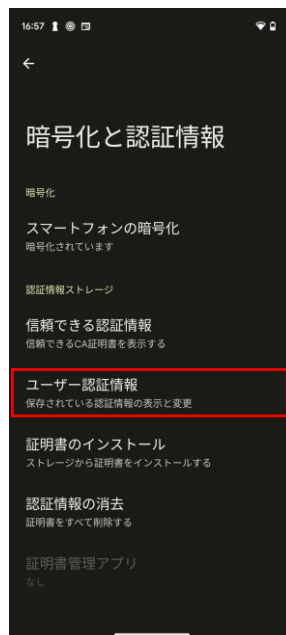 16:57
暗号化と認証情報
暗号化
スマートフォンの暗号化
暗号化されています
認証情報ストレージ
信頼できる認証情報
信頼できるCA証明書を表示する
ユーザー認証情報
保存されている認証情報の表示と変更
証明書のインストール
ストレージから証明書をインストールする
認証情報の消去
証明書をすべて削除する
証明書管理アプリ
なし